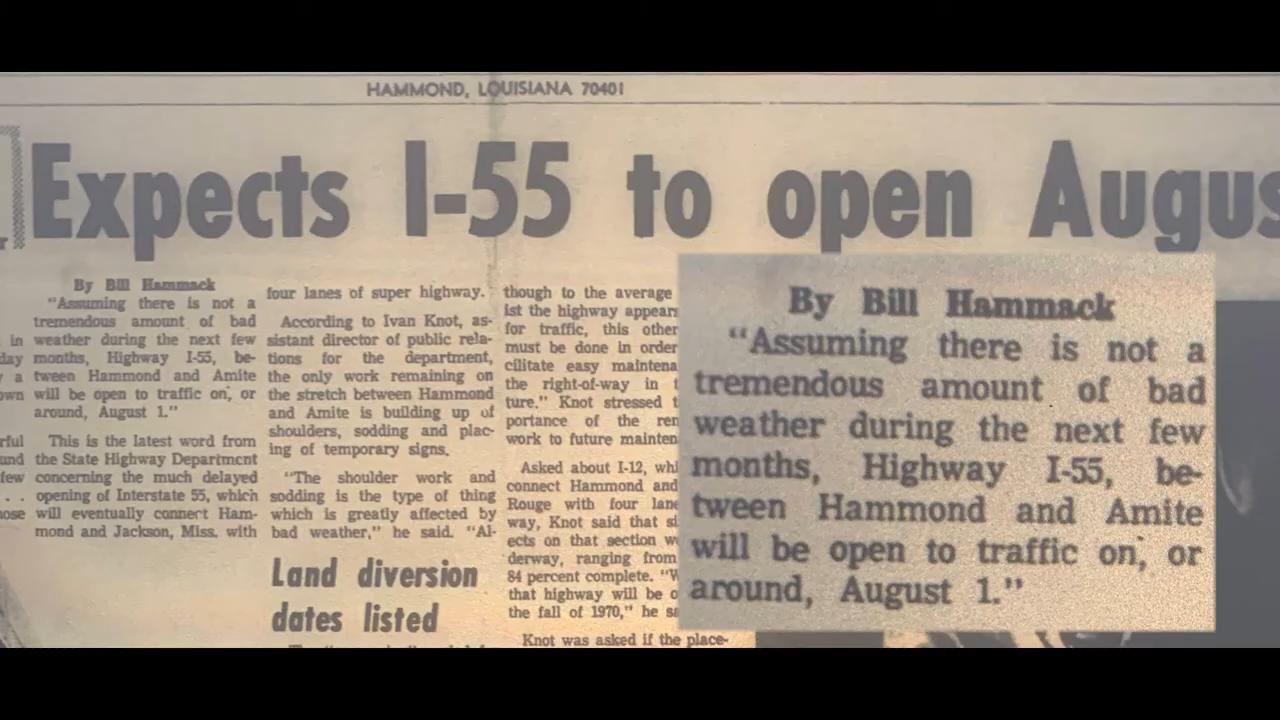 HAMMOND, LOUISIANA 70401
Expects I-55 to open
in
day
a
By Bill Hammack
"Assuming there is not a
tremendous amount of bad
weather during the next few
months, Highway I-55, be-
tween Hammond and Amite
will be open to traffic on, or
around, August 1."
This is the latest word from
the State Highway Department
concerning the much delayed
opening of Interstate 55, which
will eventually connect Ham-
mond and Jackson, Miss. with
four lanes of super highway.
According to Ivan Knot, as-
sistant director of public rela-
tions for the department,
the only work remaining on
the stretch between Hammond
and Amite is building up of
shoulders, sodding and plac-
ing of temporary signs.
"The shoulder work and
sodding is the type of thing
which is greatly affected by
bad weather," he said. "Al-
Land diversion
dates listed
though to the average
ist the highway
for traffic, this other
must be done in order
cilitate easy
the right-of-way in
ture." Knot stressed
portance of the
work to future
Asked about I-12,
connect Hammond and
Rouge with four
way, Knot said that
ects on that section
derway, ranging from
84 percent complete.
that highway will be
the fall of 1970," he
Knot was asked if the place-
By Bill Hammack
"Assuming there is not a
tremendous amount of bad
weather during the next few
months, Highway I-55, be-
tween Hammond and Amite
will be open to traffic on, or
around, August 1."